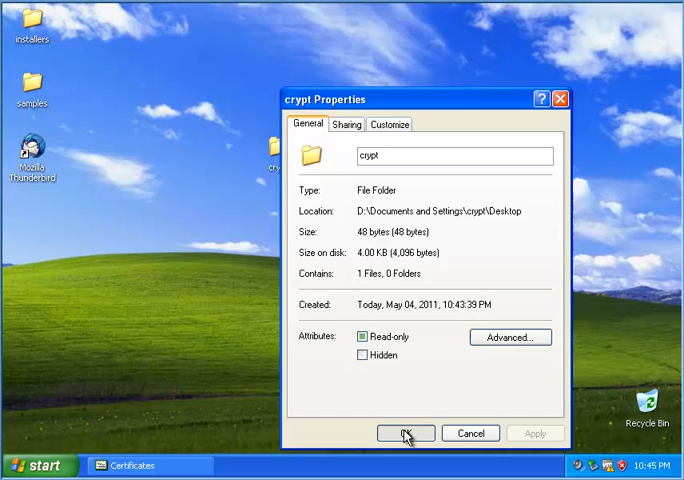 installers
samples
Mozilla
Thunderbird
cry
crypt Properties
General Sharing Customize
crypt
Type: File Folder
Location: D:\Documents and Settings\crypt\Desktop
Size: 48 bytes (48 bytes)
Size on disk: 4.00 KB (4,096 bytes)
Contains: 1 Files, 0 Folders
Created: Today, May 04, 2011, 10:43:39 PM
Attributes: Read-only Advanced...
Hidden
OK Cancel Apply
Recycle Bin
start Certificates 10:45 PM